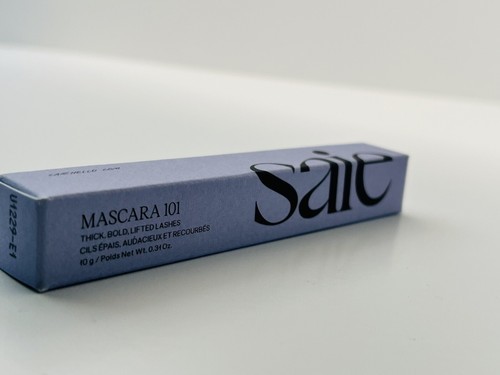 saie
MASCARA 101
THICK, BOLD, LIFTED LASHES
CILS ÉPAIS, AUDACIEUX ET RECOURBÉS
10 g / Poids Net Wt. 0.31 Oz.
U1229-E1